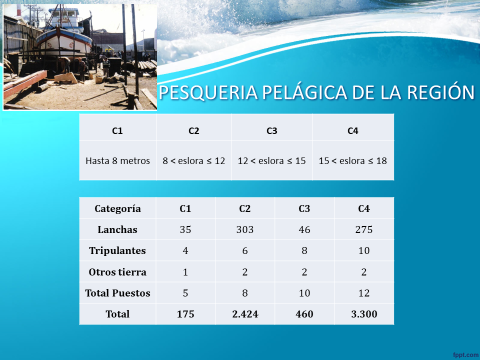 PESQUERIA PELÁGICA DE LA REGIÓN
C1 C2 C3 C4
Hasta 8 metros 8 < eslora ≤ 12 12 < eslora ≤ 15 15 < eslora ≤ 18
Categoría C1 C2 C3 C4
Lanchas 35 303 46 275
Tripulantes 4 6 8 10
Otros tierra 1 2 2 2
Total Puestos 5 8 10 12
Total 175 2.424 460 3.300